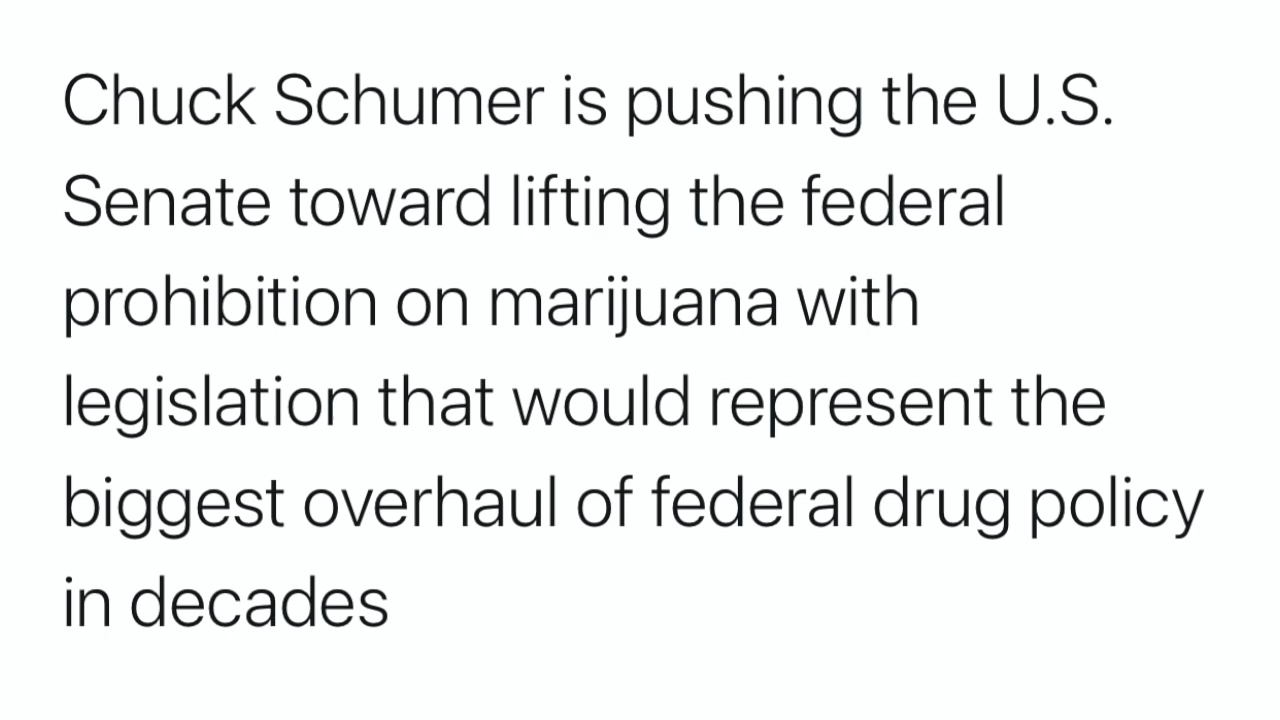 Chuck Schumer is pushing the U.S.
Senate toward lifting the federal
prohibition on marijuana with
legislation that would represent the
biggest overhaul of federal drug policy
in decades